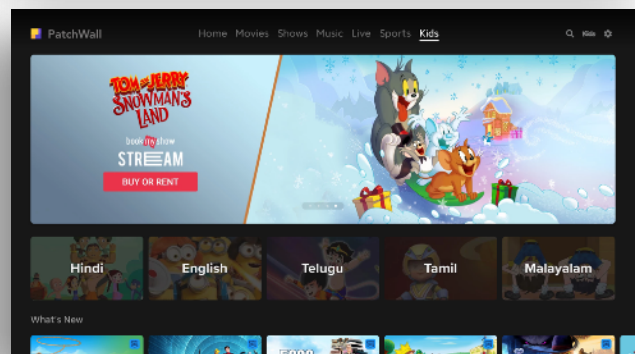 PatchWall
Home Movies Shows Music Live Sports Kids
Kids
TOM AND JERRY
SNOWMAN'S
LAND
book my show
STREAM
BUY OR RENT
Hindi English Telugu Tamil Malayalam
What's New